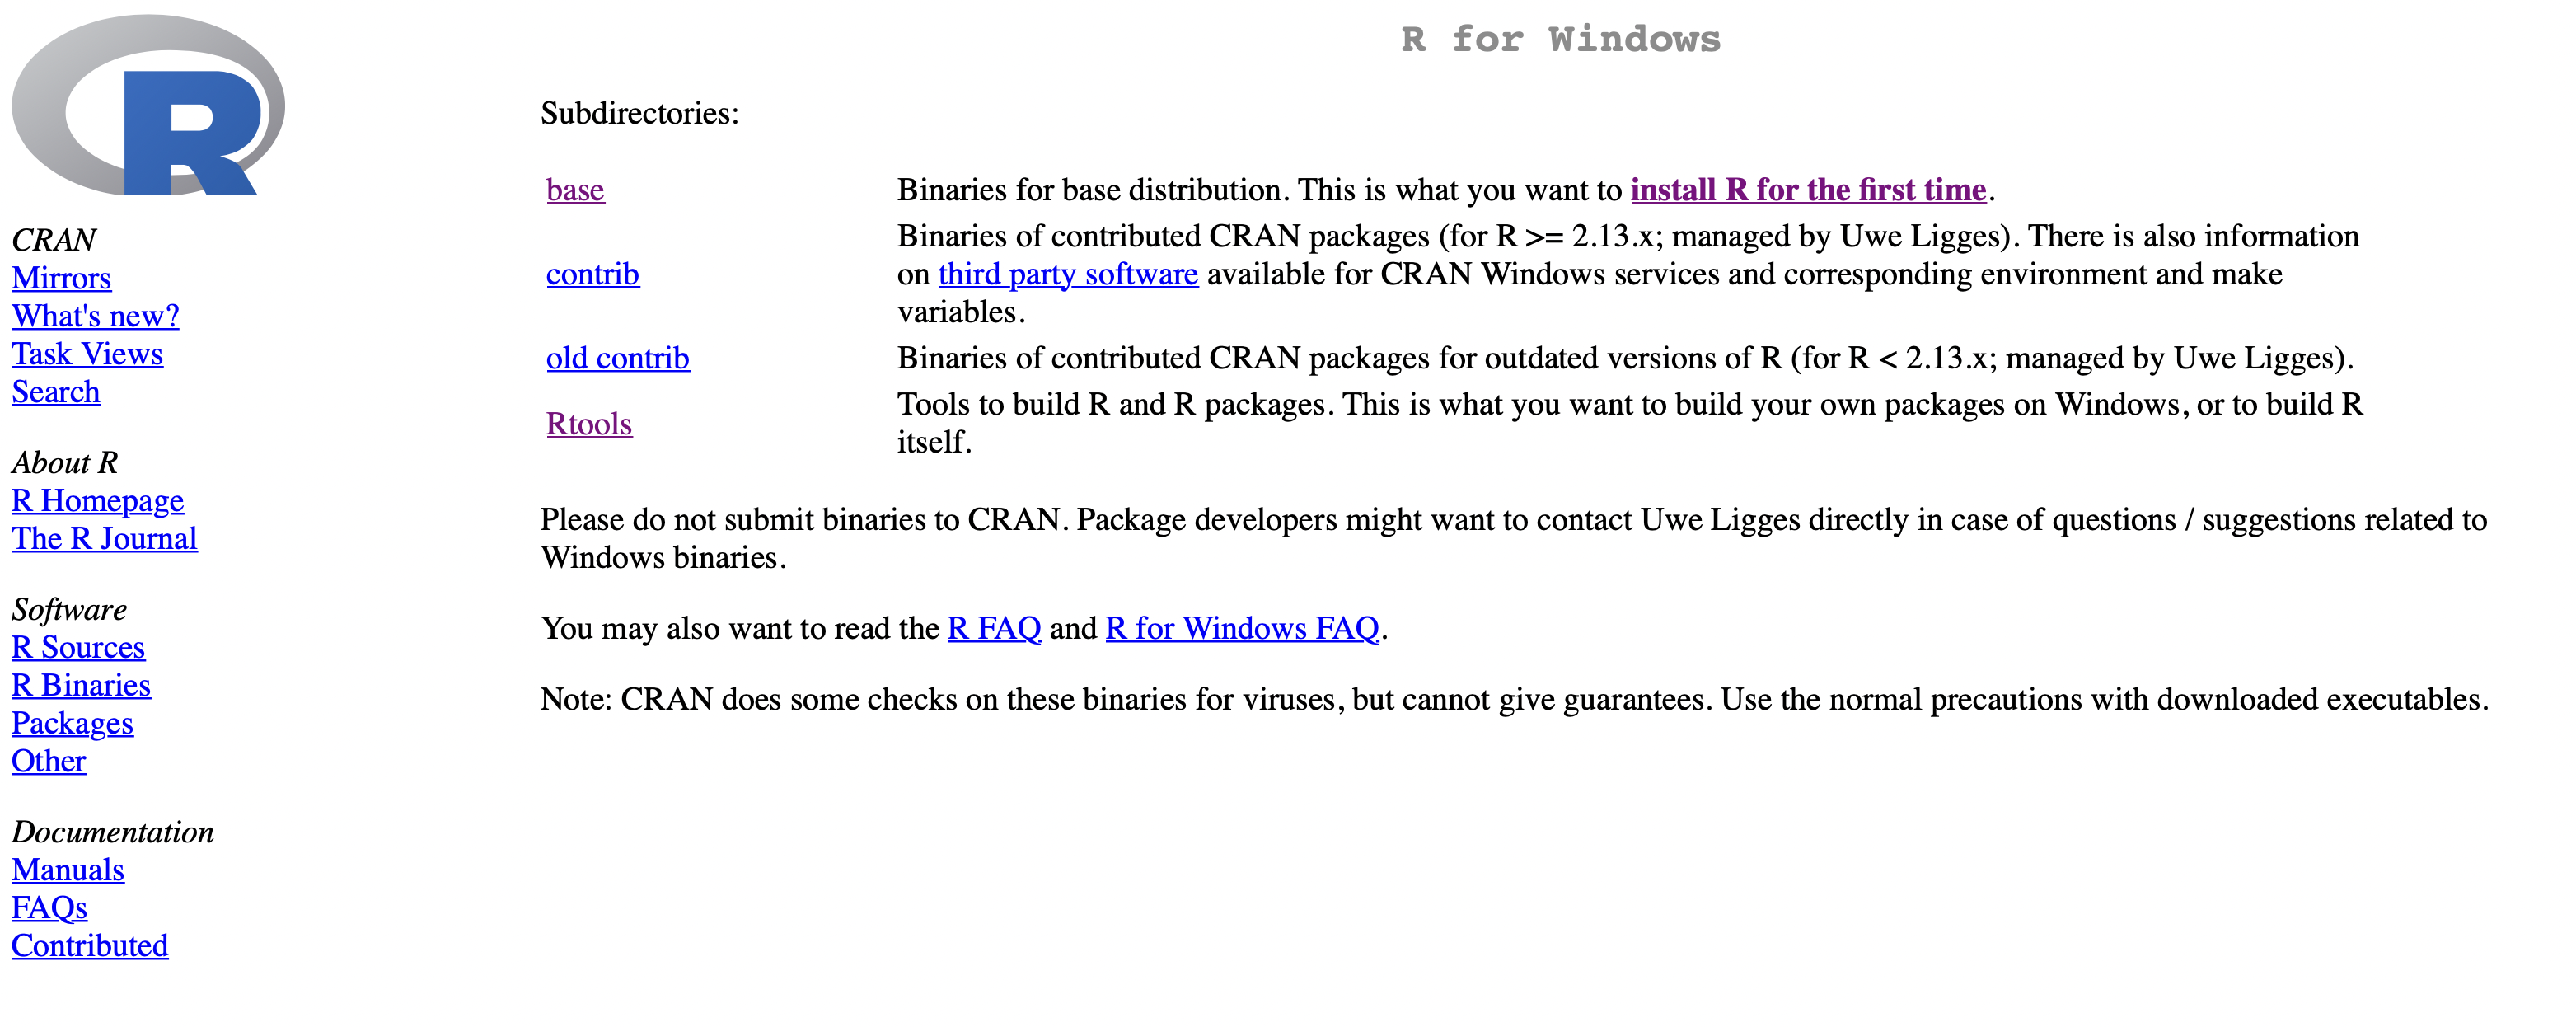 R
CRAN
Mirrors
What's new?
Task Views
Search
About R
R Homepage
The R Journal
Software
R Sources
R Binaries
Packages
Other
Documentation
Manuals
FAQs
Contributed
R for Windows
Subdirectories:
base
Binaries for base distribution. This is what you want to install R for the first time.
contrib
Binaries of contributed CRAN packages (for R >= 2.13.x; managed by Uwe Ligges). There is also information
on third party software available for CRAN Windows services and corresponding environment and make
variables.
old contrib
Binaries of contributed CRAN packages for outdated versions of R (for R < 2.13.x; managed by Uwe Ligges).
Rtools
Tools to build R and R packages. This is what you want to build your own packages on Windows, or to build R
itself.
Please do not submit binaries to CRAN. Package developers might want to contact Uwe Ligges directly in case of questions / suggestions related to
Windows binaries.
You may also want to read the R FAQ and R for Windows FAQ.
Note: CRAN does some checks on these binaries for viruses, but cannot give guarantees. Use the normal precautions with downloaded executables.